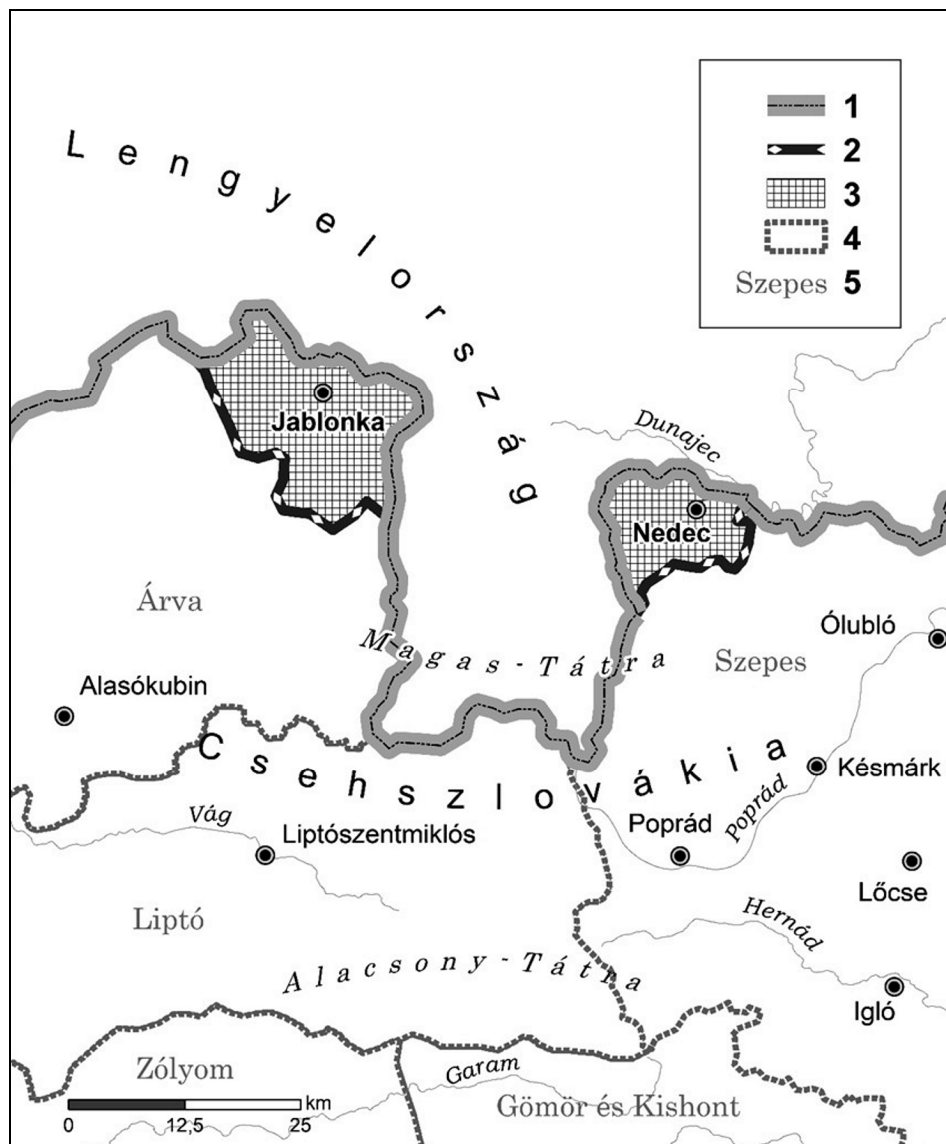 1
2
3
4
Szepes 5
Lengyelország
Dunajec
Jablonka
Nedec
Árva
Magas-Tátra
Szepes
Ólubló
Alasókubin
Csehszlovákia
Késmárk
Vág
Poprád
Poprád
Liptószentmiklós
Lőcse
Liptó
Hernád
Alacsony-Tátra
Igló
Zólyom
Garam
km
0 12,5 25
Gömör és Kishont